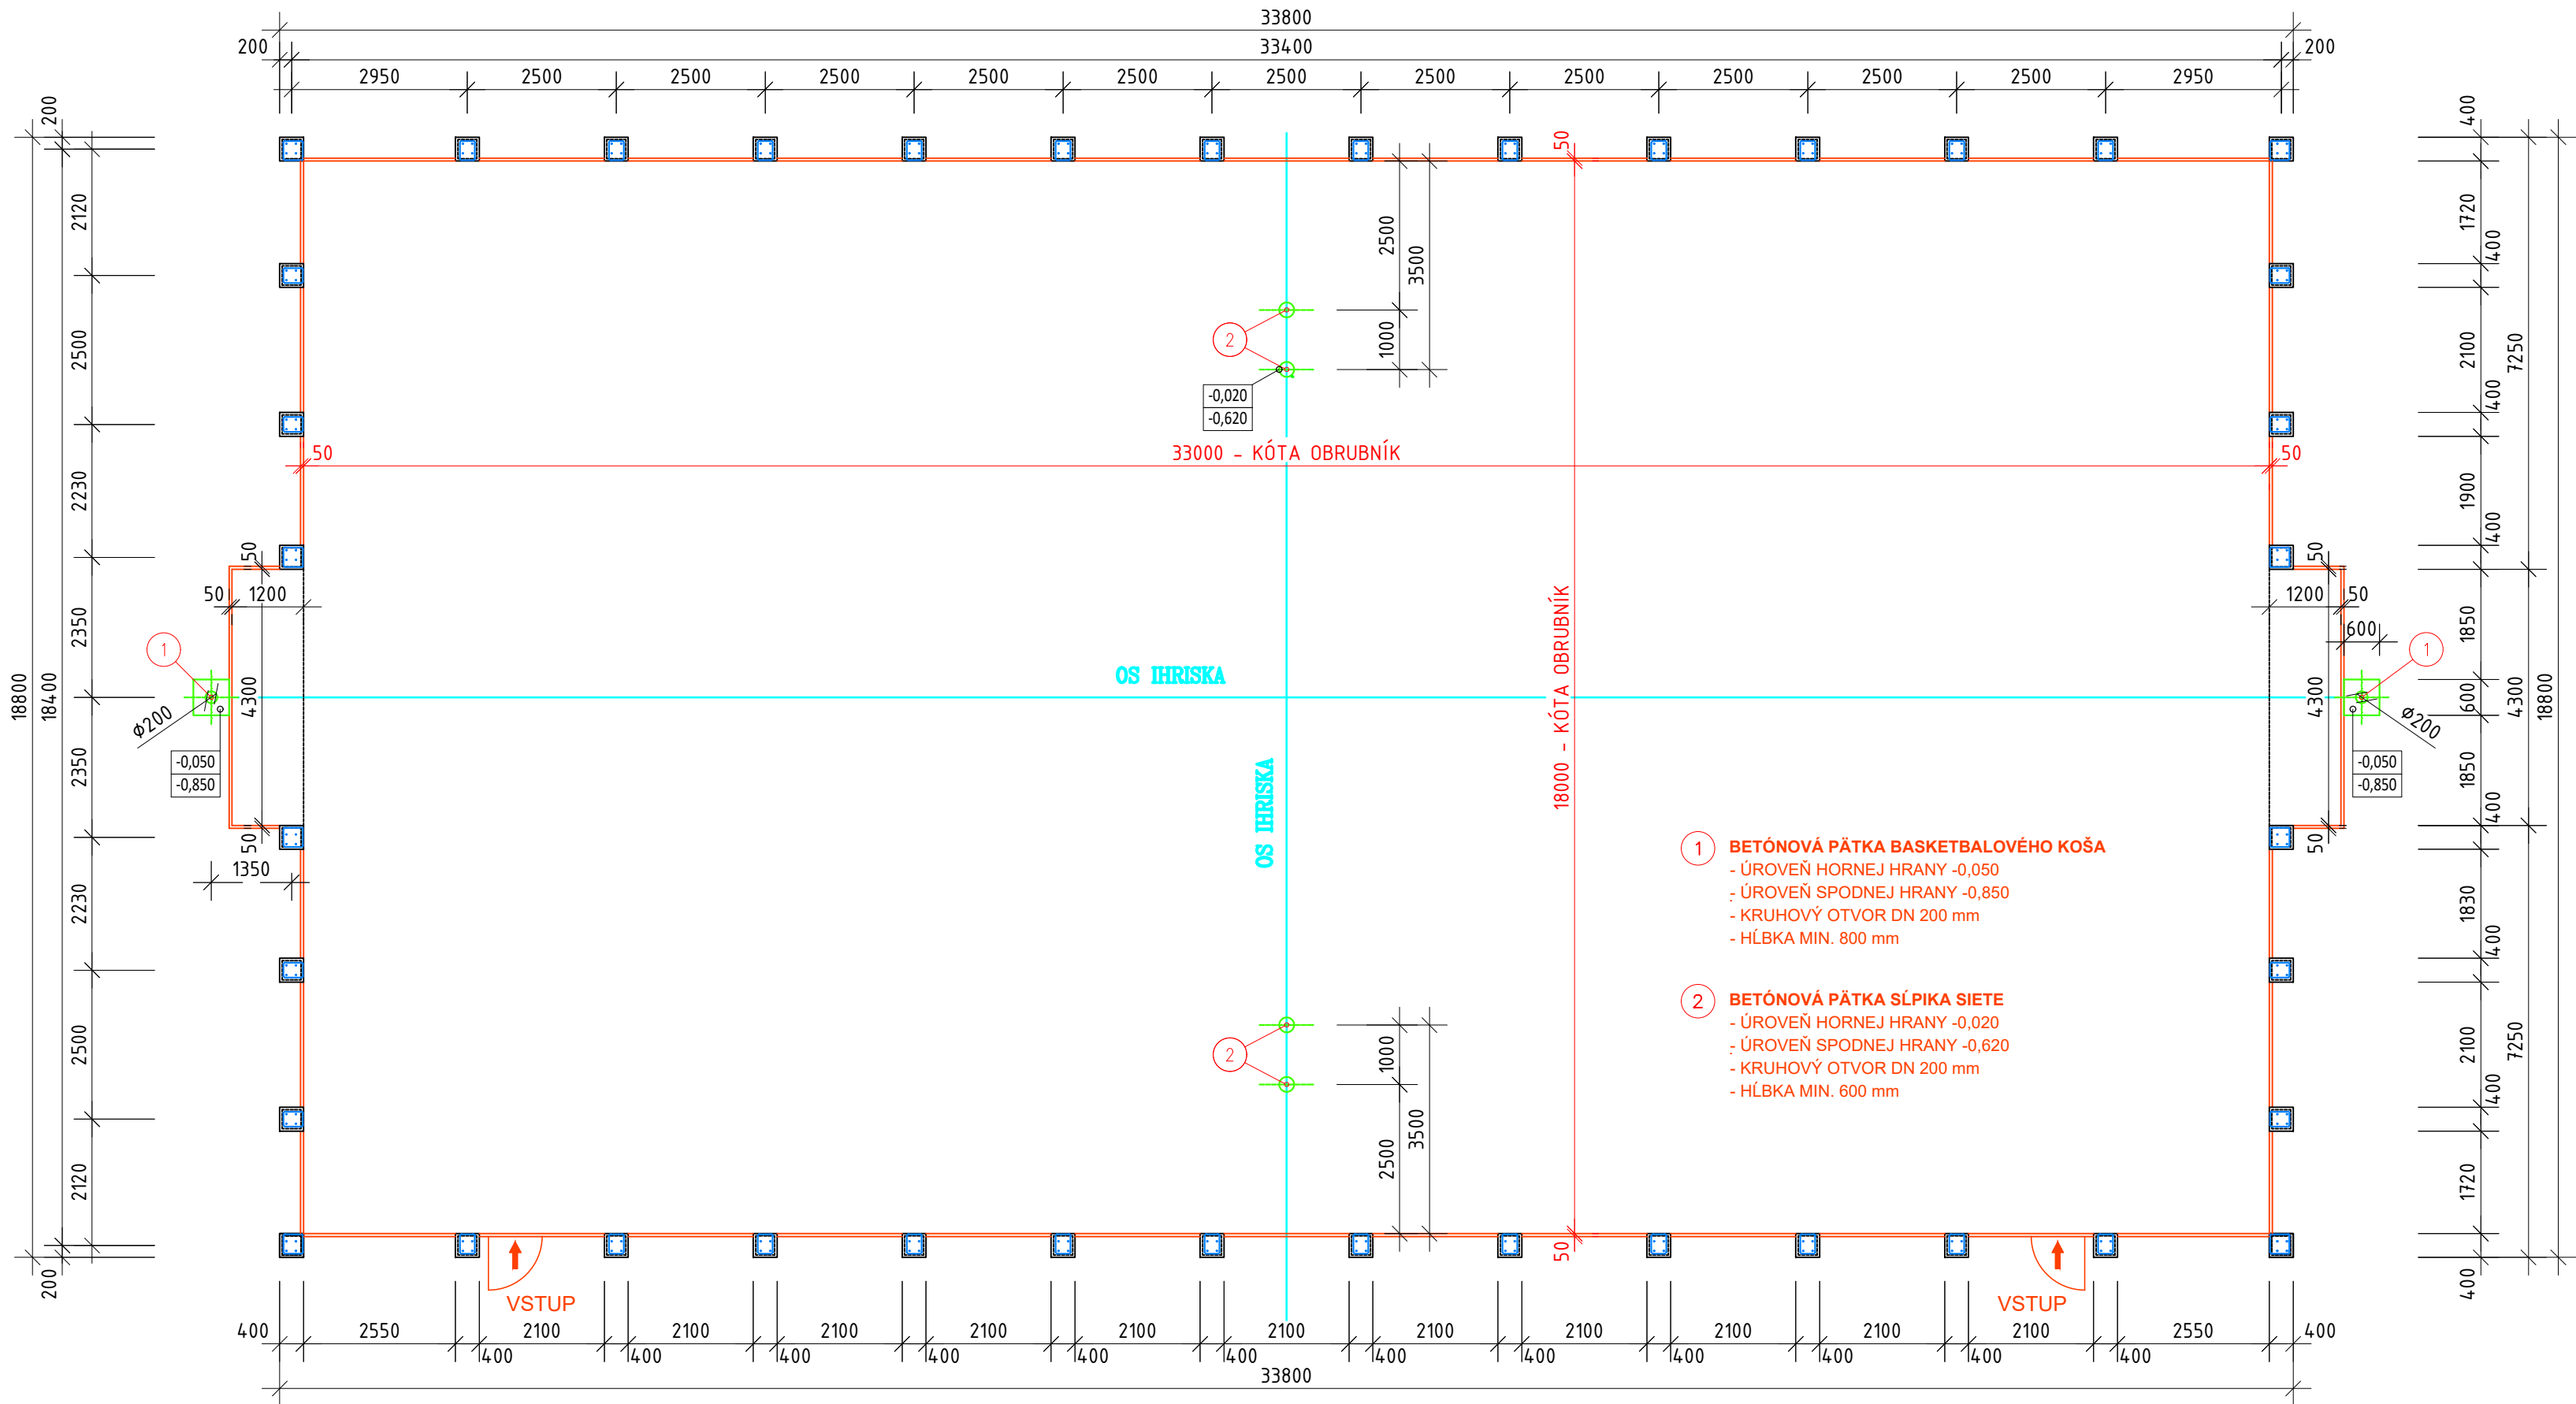 33800
200 33400 200
2950 2500 2500 2500 2500 2500 2500 2500 2500 2500 2500 2500 2950
200
400
50
2120
1720
2500
400
3500
2500
2100
7250
1000
2
-0,020
-0,620
400
50
33000 - KÓTA OBRUBNÍK
50
2230
1900
400
50
50
50 1200
1200 50
2350
1850
600
1
1
18000 - KÓTA OBRUBNÍK
OS IHRISKA
18800
18400
4300
4300
600
4300
18800
Ø200
Ø200
-0,050
-0,850
-0,050
-0,850
2350
1850
OS IHRISKA
400
50
50
1350
1 BETÓNOVÁ PÄTKA BASKETBALOVÉHO KOŠA
- ÚROVEŇ HORNEJ HRANY -0,050
- ÚROVEŇ SPODNEJ HRANY -0,850
- KRUHOVÝ OTVOR DN 200 mm
- HĹBKA MIN. 800 mm
2230
1830
400
2 BETÓNOVÁ PÄTKA SĹPIKA SIETE
- ÚROVEŇ HORNEJ HRANY -0,020
- ÚROVEŇ SPODNEJ HRANY -0,620
- KRUHOVÝ OTVOR DN 200 mm
- HĹBKA MIN. 600 mm
2
1000
2500
2100
7250
400
3500
2500
2120
1720
50
200
400
VSTUP
VSTUP
400 2550 2100 2100 2100 2100 2100 2100 2100 2100 2100 2100 2100 2550 400
400 400 400 400 400 400 400 400 400 400 400 400
33800